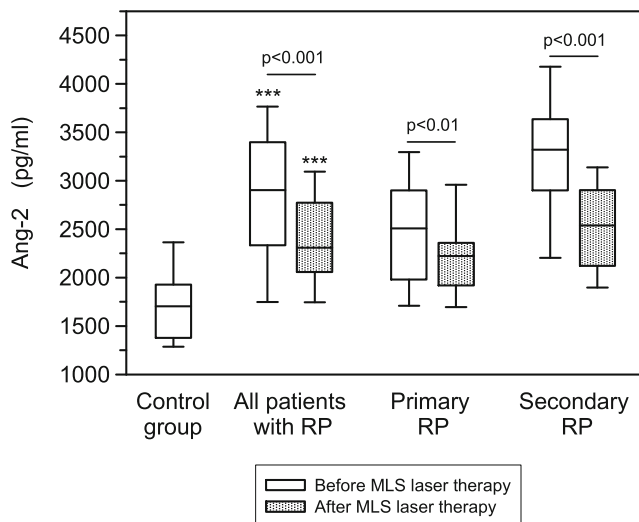 Ang-2 (pg/ml)
4500
4000
3500
3000
2500
2000
1500
1000
p<0.001
***
***
p<0.01
p<0.001
Control
group
All patients
with RP
Primary
RP
Secondary
RP
Before MLS laser therapy
After MLS laser therapy